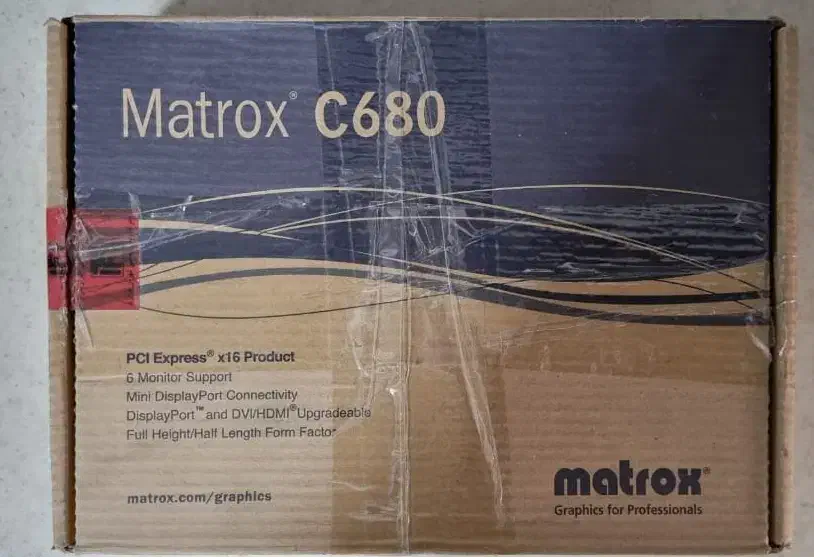 Matrox® C680
PCI Express® x16 Product
6 Monitor Support
Mini DisplayPort Connectivity
DisplayPort™ and DVI/HDMI® Upgradeable
Full Height/Half Length Form Factor
matrox.com/graphics
matrox®
Graphics for Professionals